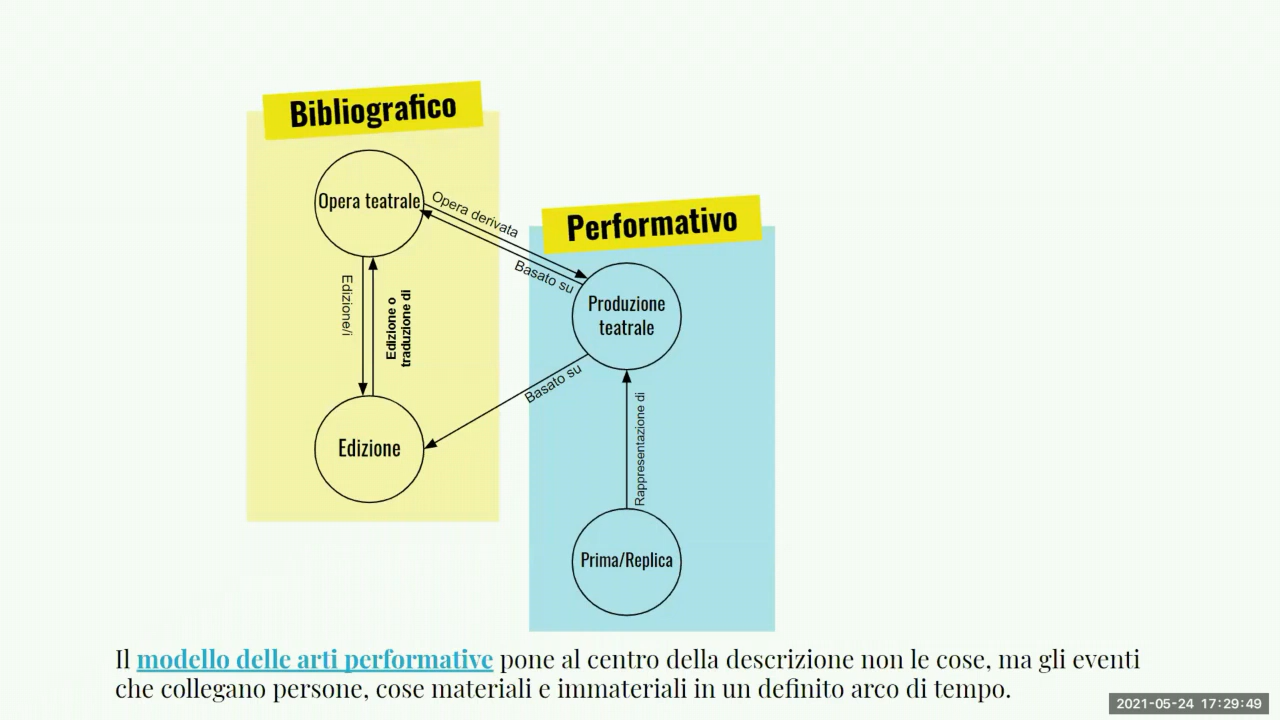 Bibliografico
Opera teatrale
Opera derivata
Basato su
Performativo
Edizione/i
Edizione o
traduzione di
Produzione
teatrale
Basato su
Rappresentazione di
Edizione
Prima/Replica
Il modello delle arti performative pone al centro della descrizione non le cose, ma gli eventi
che collegano persone, cose materiali e immateriali in un definito arco di tempo.
2021-05-24 17:29:49